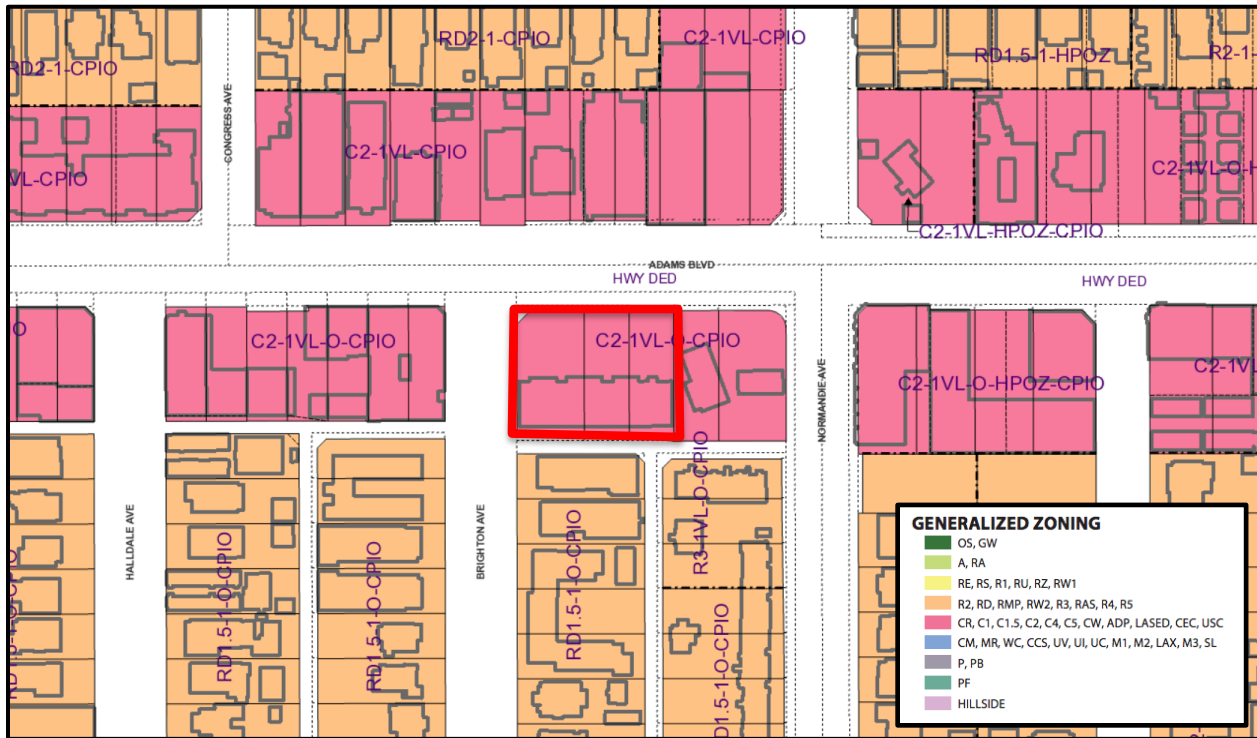 RD2-1-CPIO
C2-1VL-CPIO
RD2-1-CPIO
RD1.5-1-HPOZ
R2-1-
CONGRESS AVE
C2-1VL-CPIO
VL-CPIO
C2-1VL-O-H
C2-1VL-HPOZ-CPIO
ADAMS BLVD
HWY DED
HWY DED
O
C2-1VL-O-CPIO
C2-1VL-O-CPIO
C2-1VL-O-HPOZ-CPIO
C2-1VL
NORMANDIE AVE
HALLDALE AVE
BRIGHTON AVE
RD1.5-1-O-CPIO
RD1.5-1-O-CPIO
RD1.5-1-O-CPIO
RD1.5-1-O-CPIO
R3-1VL-O-CPIO
D1.5-1-O-CPIO
GENERALIZED ZONING
OS, GW
A, RA
RE, RS, R1, RU, RZ, RW1
R2, RD, RMP, RW2, R3, RAS, R4, R5
CR, C1, C1.5, C2, C4, C5, CW, ADP, LASED, CEC, USC
CM, MR, WC, CCS, UV, UI, UC, M1, M2, LAX, M3, SL
P, PB
PF
HILLSIDE